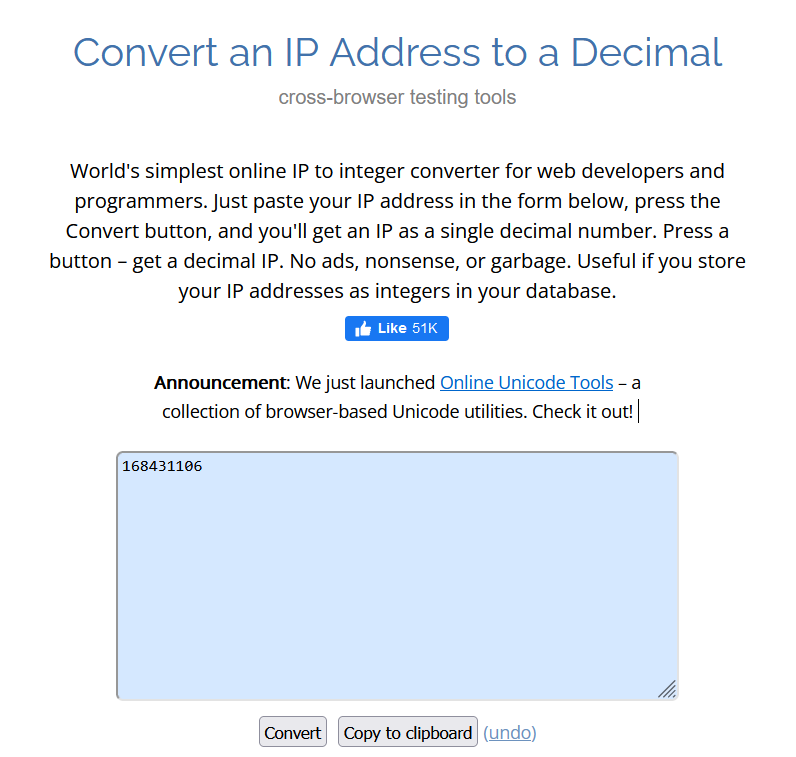 Convert an IP Address to a Decimal
cross-browser testing tools
World's simplest online IP to integer converter for web developers and
programmers. Just paste your IP address in the form below, press the
Convert button, and you'll get an IP as a single decimal number. Press a
button – get a decimal IP. No ads, nonsense, or garbage. Useful if you store
your IP addresses as integers in your database.
Like 51K
Announcement: We just launched Online Unicode Tools – a
collection of browser-based Unicode utilities. Check it out!
168431106
Convert Copy to clipboard (undo)